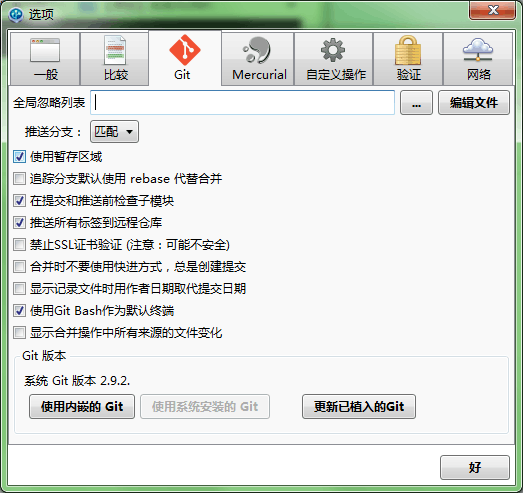 选项
一般 比较 Git Mercurial 自定义操作 验证 网络
全局忽略列表 ... 编辑文件
推送分支： 匹配
使用暂存区域
追踪分支默认使用 rebase 代替合并
在提交和推送前检查子模块
推送所有标签到远程仓库
禁止SSL证书验证 (注意：可能不安全)
合并时不要使用快进方式，总是创建提交
显示记录文件时用作者日期取代提交日期
使用Git Bash作为默认终端
显示合并操作中所有来源的文件变化
Git 版本
系统 Git 版本 2.9.2.
使用内嵌的 Git 使用系统安装的 Git 更新已植入的Git
好